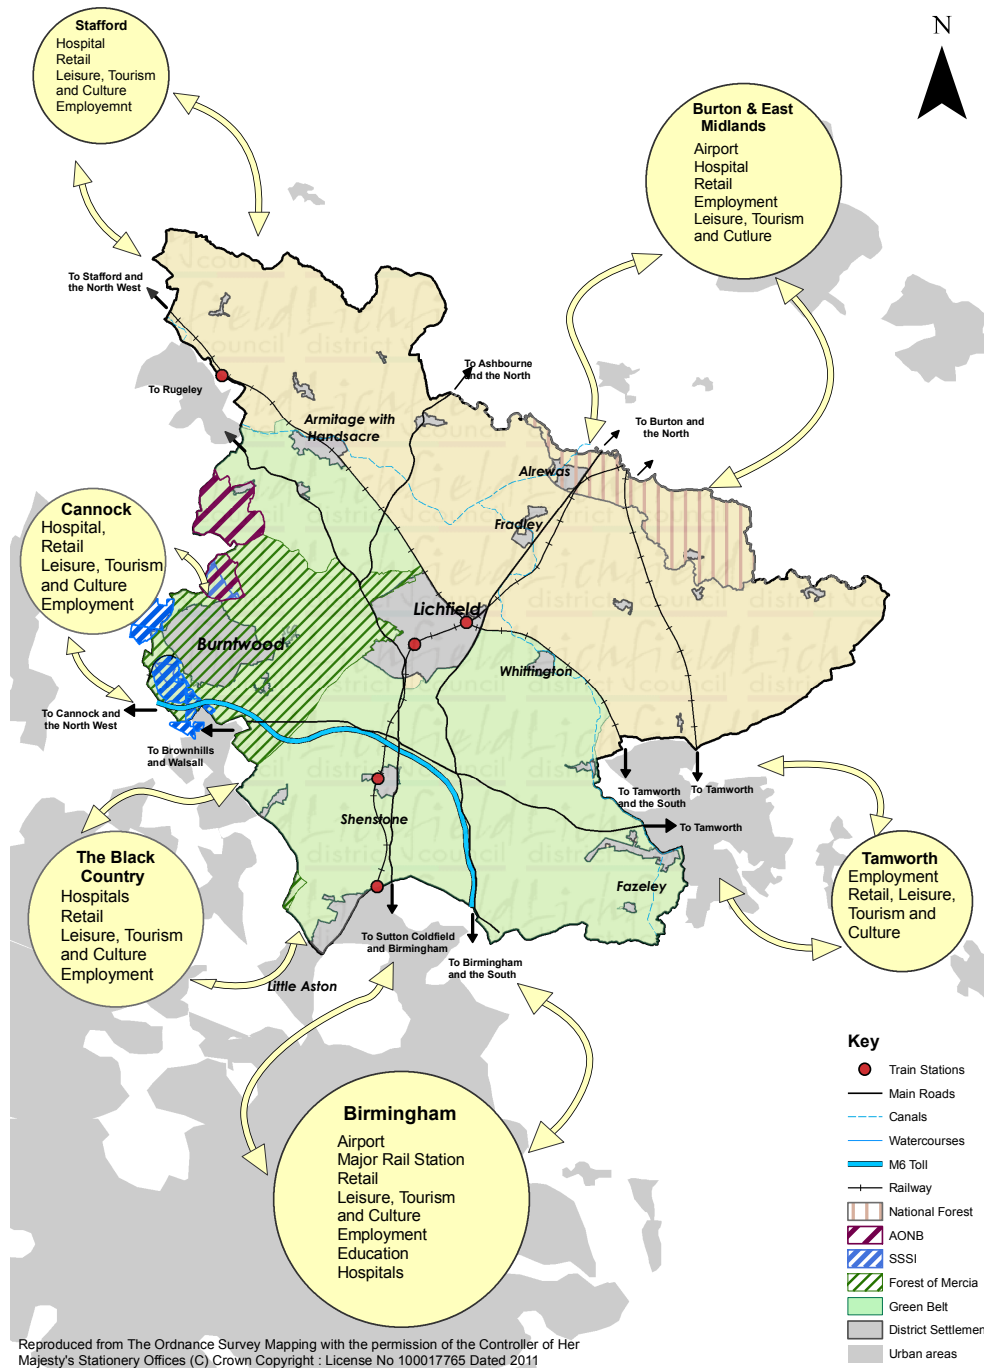 Stafford
Hospital
Retail
Leisure, Tourism
and Culture
Employemnt
N
Burton & East
Midlands
Airport
Hospital
Retail
Employment
Leisure, Tourism
and Cutlure
To Stafford and
the North West
To Rugeley
To Ashbourne
and the North
Armitage with
Handsacre
To Burton and
the North
Alrewas
Fradley
Cannock
Hospital,
Retail
Leisure, Tourism
and Culture
Employment
Lichfield
Burntwood
Whittington
To Cannock and
the North West
To Brownhills
and Walsall
To Tamworth
and the South
To Tamworth
To Tamworth
Shenstone
The Black
Country
Hospitals
Retail
Leisure, Tourism
and Culture
Employment
Tamworth
Employment
Retail, Leisure,
Tourism and
Culture
Fazeley
To Sutton Coldfield
and Birmingham
To Birmingham
and the South
Little Aston
Birmingham
Airport
Major Rail Station
Retail
Leisure, Tourism
and Culture
Employment
Education
Hospitals
Key
Train Stations
Main Roads
Canals
Watercourses
M6 Toll
Railway
National Forest
AONB
SSSI
Forest of Mercia
Green Belt
District Settlemen
Urban areas
Reproduced from The Ordnance Survey Mapping with the permission of the Controller of Her
Majesty's Stationery Offices (C) Crown Copyright : License No 100017765 Dated 2011